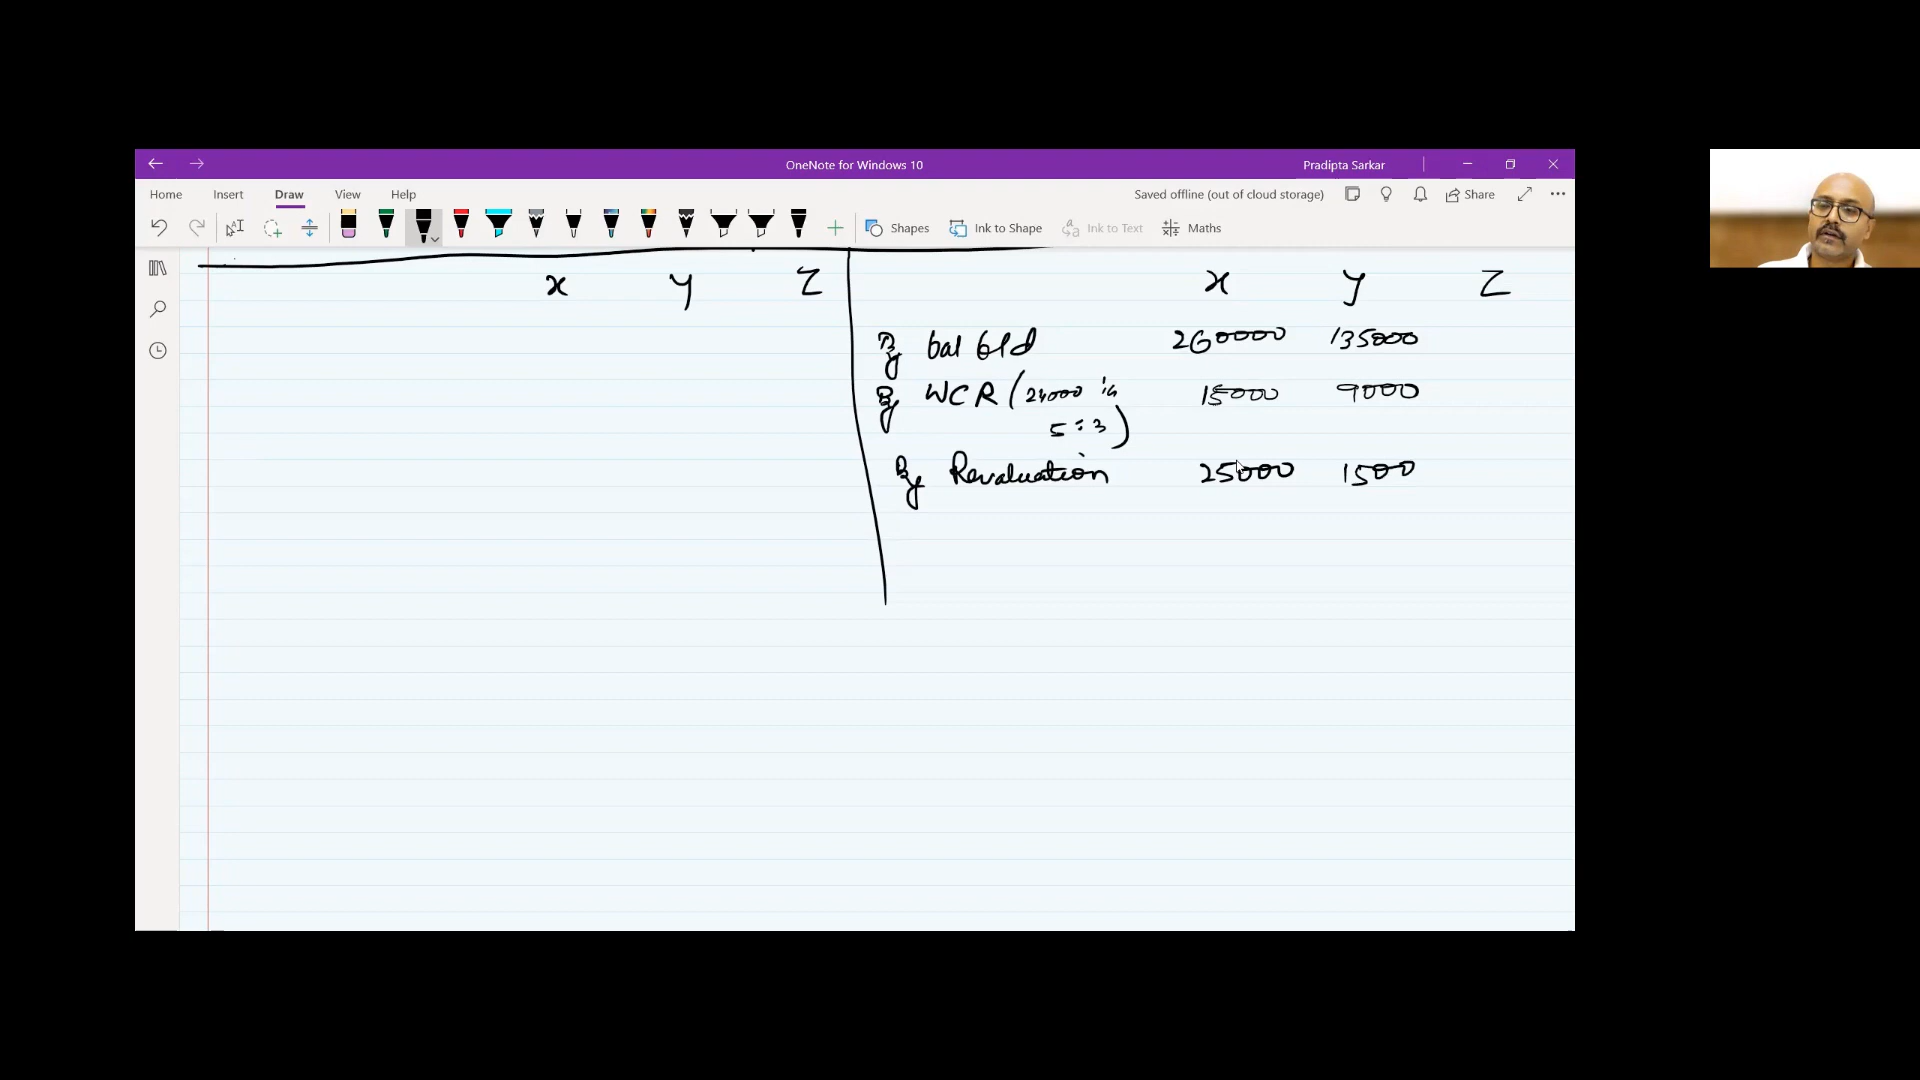 OneNote for Windows 10
Pradipta Sarkar
Home Insert Draw View Help
Saved offline (out of cloud storage)
Share
Shapes
Ink to Shape
Ink to Text
Maths
x y Z x y Z
By bal b/d 260000 135000
By WCR (24000 in 15000 9000
5:3)
By Revaluation 25000 1500